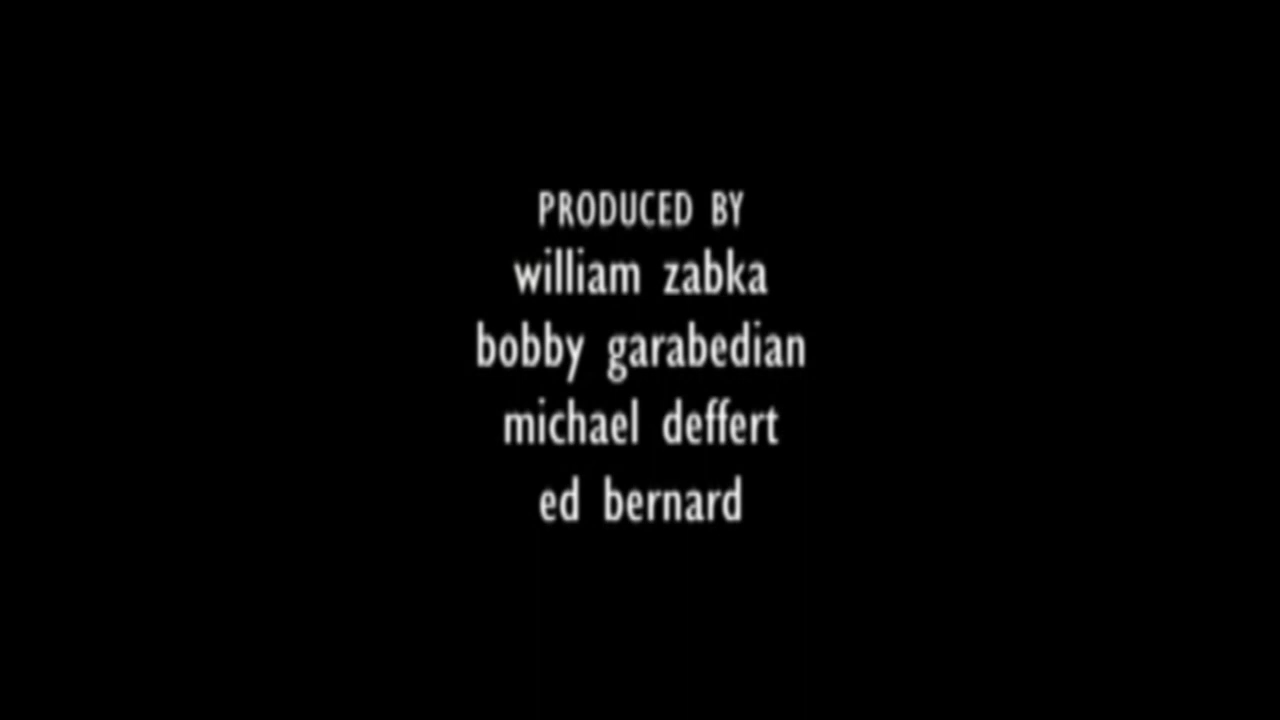 PRODUCED BY
william zabka
bobby garabedian
michael deffert
ed bernard